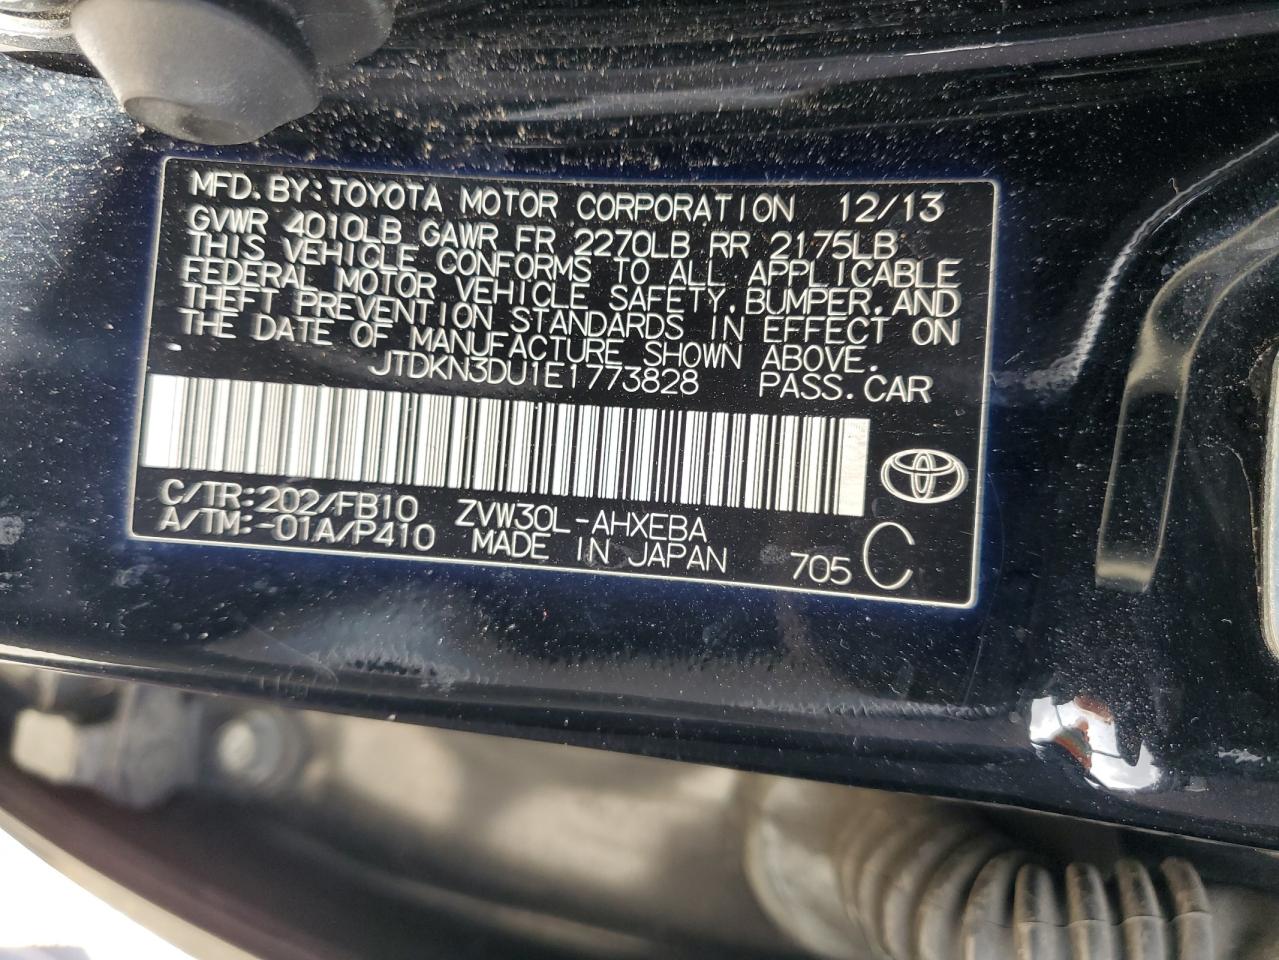 MFD.BY:TOYOTA MOTOR CORPORATION 12/13
GVWR 4010LB GAWR FR 2270LB RR 2175LB
THIS VEHICLE CONFORMS TO ALL APPLICABLE
FEDERAL MOTOR VEHICLE SAFETY,BUMPER,AND
THEFT PREVENTION STANDARDS IN EFFECT ON
THE DATE OF MANUFACTURE SHOWN ABOVE.
JTDKN3DU1E1773828 PASS.CAR
C/TR:202/FB10 ZVW30L-AHXEBA
A/TM:-01A/P410 MADE IN JAPAN 705 C